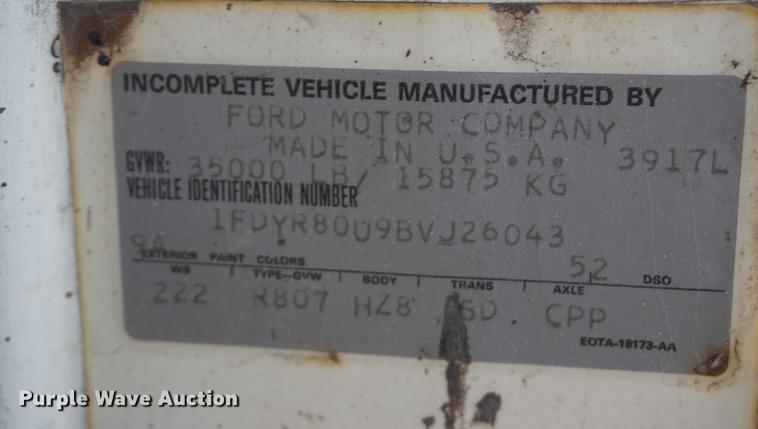 INCOMPLETE VEHICLE MANUFACTURED BY
FORD MOTOR COMPANY
MADE IN U.S.A.
3917L
GVWR: 35000 LB/ 15875 KG
VEHICLE IDENTIFICATION NUMBER
1FDYR80U9BVJ26043
9A
EXTERIOR PAINT COLORS
52
DSO
WB TYPE-GVW BODY TRANS AXLE
222 R807 HZ8 SD. CPP
EOTA-18173-AA
Purple Wave Auction